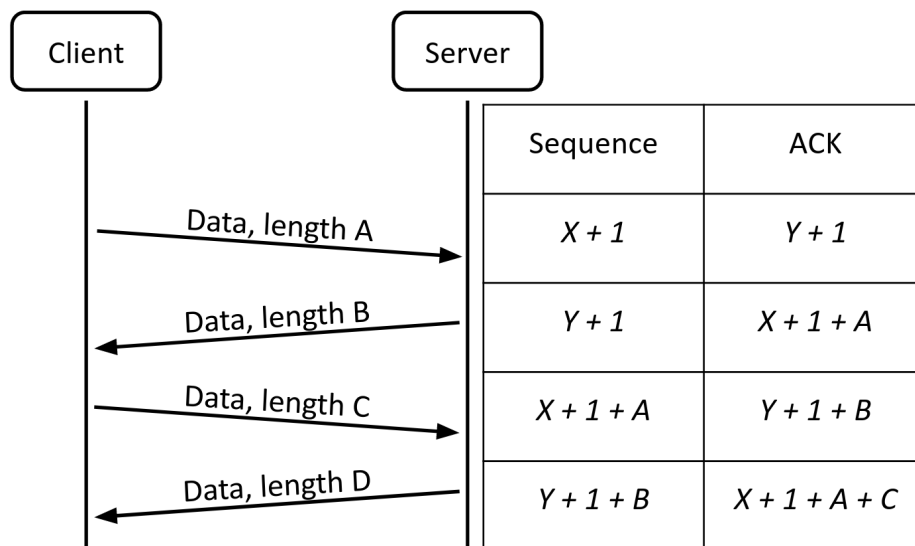 Client
Server
Sequence ACK
Data, length A
X + 1 Y + 1
Data, length B
Y + 1 X + 1 + A
Data, length C
X + 1 + A Y + 1 + B
Data, length D
Y + 1 + B X + 1 + A + C